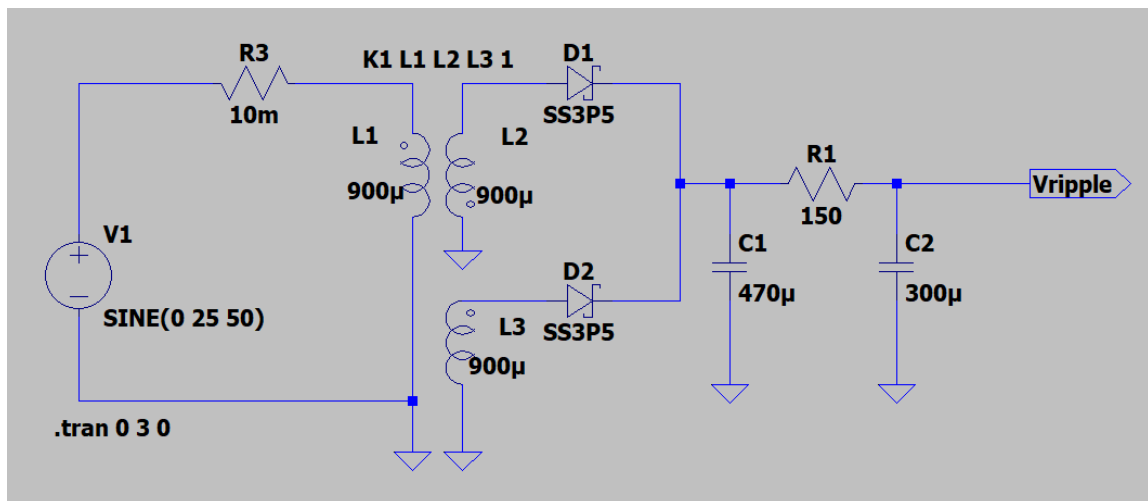 R3
10m
K1 L1 L2 L3 1
D1
SS3P5
L1
900µ
L2
900µ
R1
150
Vripple
V1
SINE(0 25 50)
D2
SS3P5
L3
900µ
C1
470µ
C2
300µ
.tran 0 3 0